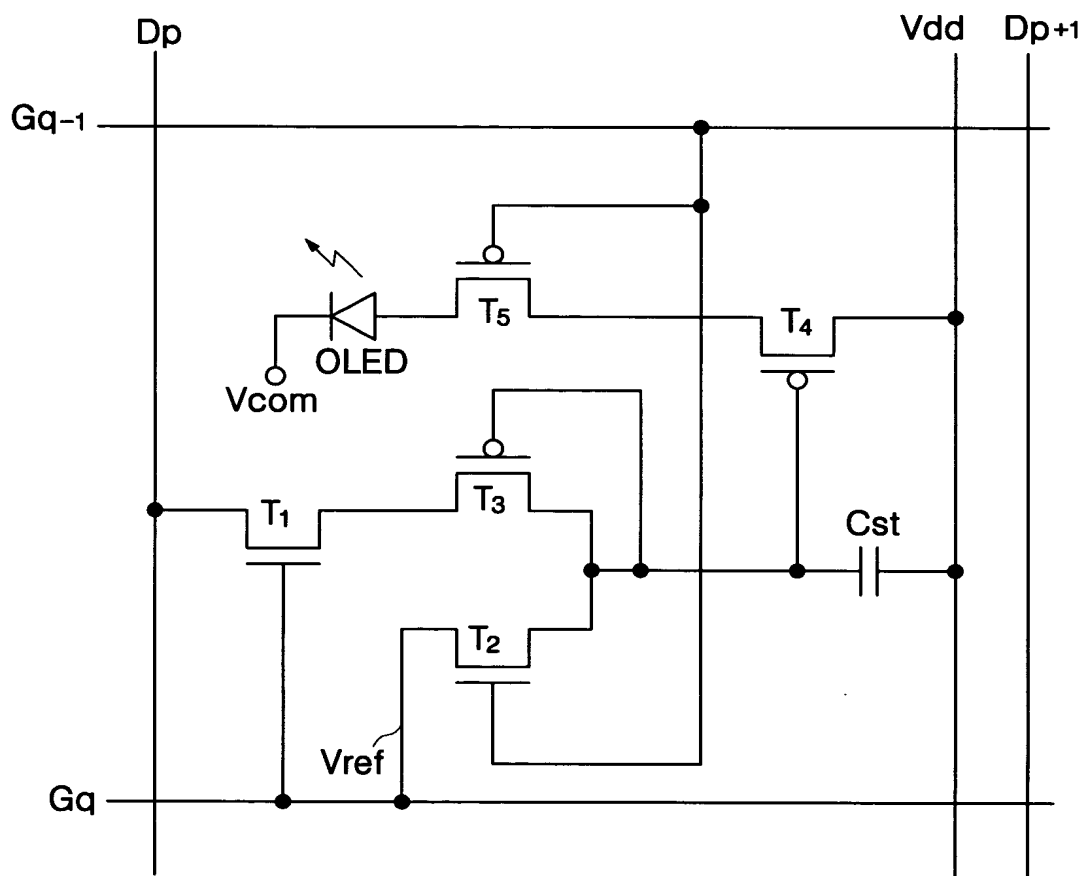 Dp
Vdd
Dp+1
Gq-1
T5
T4
OLED
Vcom
T3
T1
Cst
T2
Vref
Gq